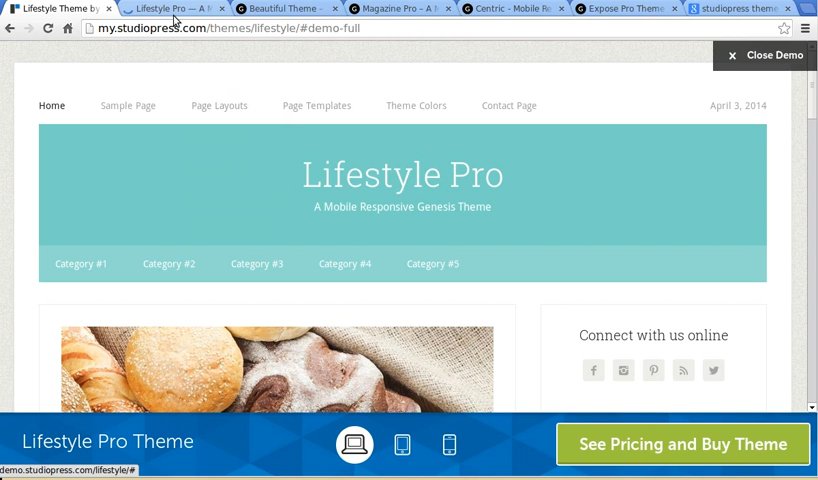 Lifestyle Theme by
Lifestyle Pro — A M
Beautiful Theme -
Magazine Pro – A M
Centric - Mobile Ro
Expose Pro Theme
studiopress theme
my.studiopress.com/themes/lifestyle/#demo-full
x Close Demo
Home Sample Page Page Layouts Page Templates Theme Colors Contact Page April 3, 2014
Lifestyle Pro
A Mobile Responsive Genesis Theme
Category #1 Category #2 Category #3 Category #4 Category #5
Connect with us online
Lifestyle Pro Theme
See Pricing and Buy Theme
demo.studiopress.com/lifestyle/#